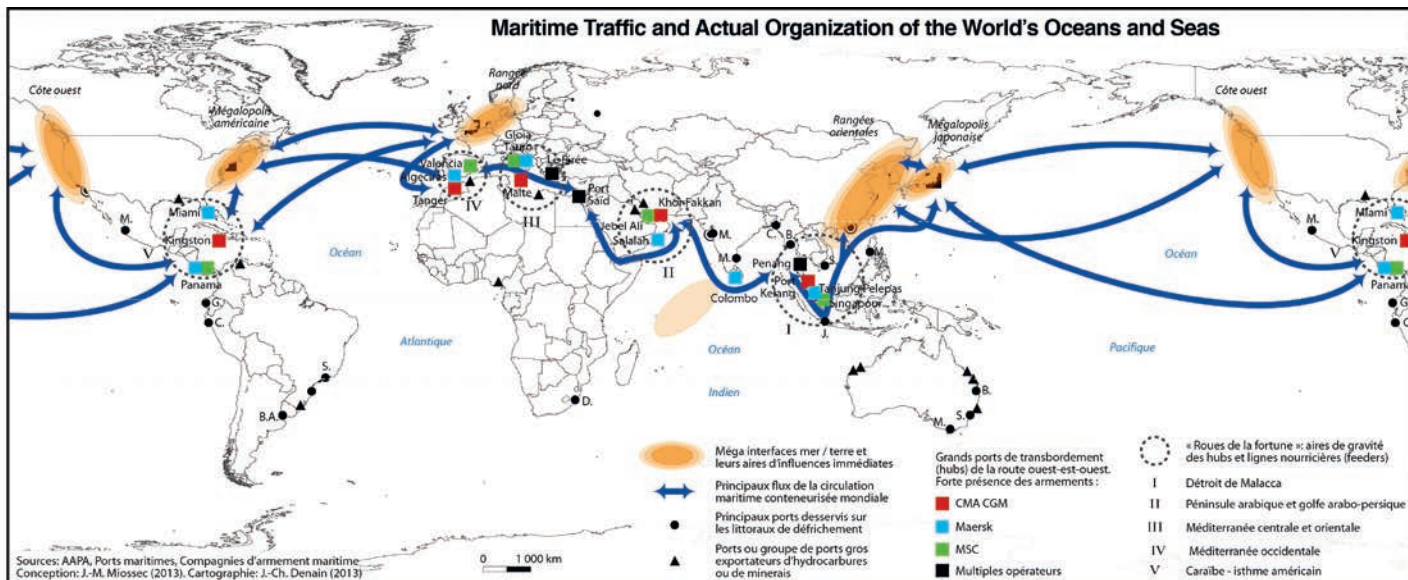 Maritime Traffic and Actual Organization of the World's Oceans and Seas
Côte ouest
Mégalopolis
américaine
Rangée
nord
Rangées
orientales
Mégalopolis
japonaise
Côte ouest
Gioia
Tauro
Valoncia
Algeciras
Tanger
IV
Le Pirée
Malte
III
Port
Saïd
Khor Fakkan
Jebel Ali
Salalah
II
M.
M.
Colombo
C.
B.
Penang
Port
Kelang
S.
M.
Tanjung Pelepas
Singapour
I
J.
Miami
M.
Kingston
V
Panama
G.
C.
S.
B.A.
D.
B.
S.
M.
Miami
M.
Kingston
V
Panama
G
C
Océan
Atlantique
Océan
Indien
Océan
Pacifique
Méga interfaces mer / terre et
leurs aires d'influences immédiates
Principaux flux de la circulation
maritime conteneurisée mondiale
Principaux ports desservis sur
les littoraux de défrichement
Ports ou groupe de ports gros
exportateurs d'hydrocarbures
ou de minerais
Grands ports de transbordement
(hubs) de la route ouest-est-ouest.
Forte présence des armements :
CMA CGM
Maersk
MSC
Multiples opérateurs
« Roues de la fortune »: aires de gravité
des hubs et lignes nourricières (feeders)
I Détroit de Malacca
II Péninsule arabique et golfe arabo-persique
III Méditerranée centrale et orientale
IV Méditerranée occidentale
V Caraïbe - isthme américain
0 1 000 km
Sources: AAPA, Ports maritimes, Compagnies d'armement maritime
Conception: J.-M. Miossec (2013). Cartographie: J.-Ch. Denain (2013)